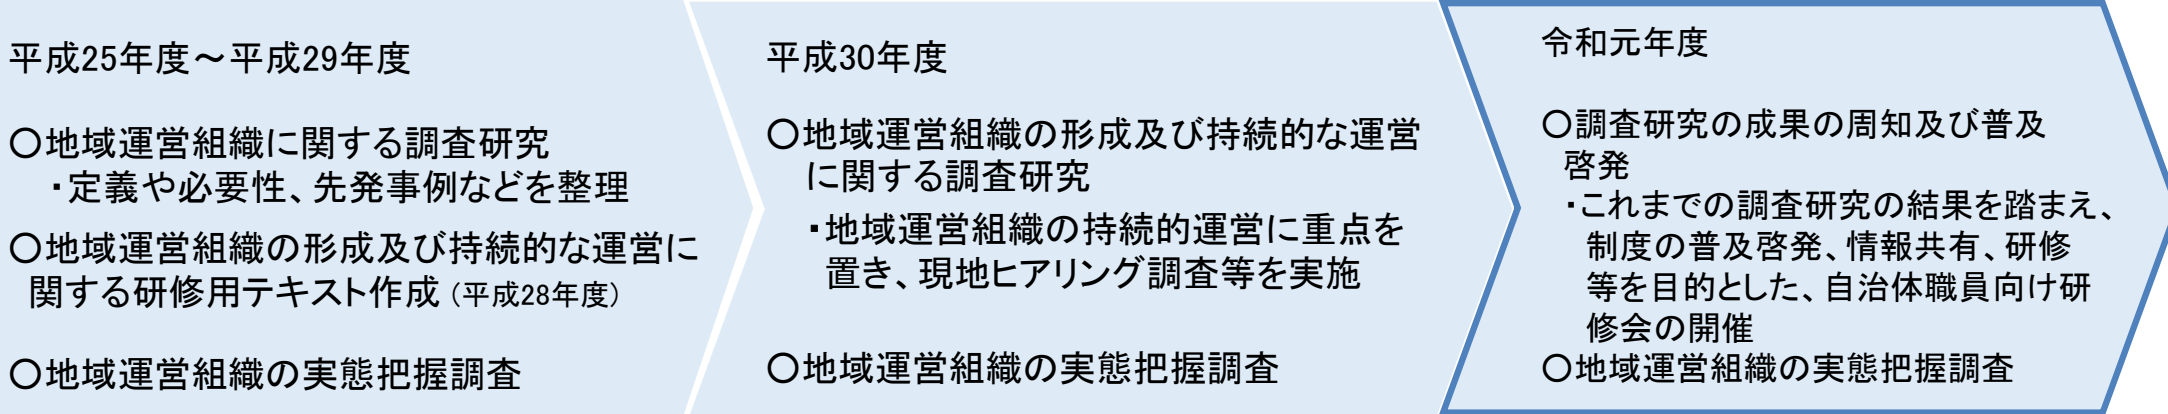 平成25年度～平成29年度
〇地域運営組織に関する調査研究
・定義や必要性、先発事例などを整理
〇地域運営組織の形成及び持続的な運営に
関する研修用テキスト作成（平成28年度）
〇地域運営組織の実態把握調査
平成30年度
〇地域運営組織の形成及び持続的な運営
に関する調査研究
・地域運営組織の持続的運営に重点を
置き、現地ヒアリング調査等を実施
〇地域運営組織の実態把握調査
令和元年度
〇調査研究の成果の周知及び普及
啓発
・これまでの調査研究の結果を踏まえ、
制度の普及啓発、情報共有、研修
等を目的とした、自治体職員向け研
修会の開催
〇地域運営組織の実態把握調査